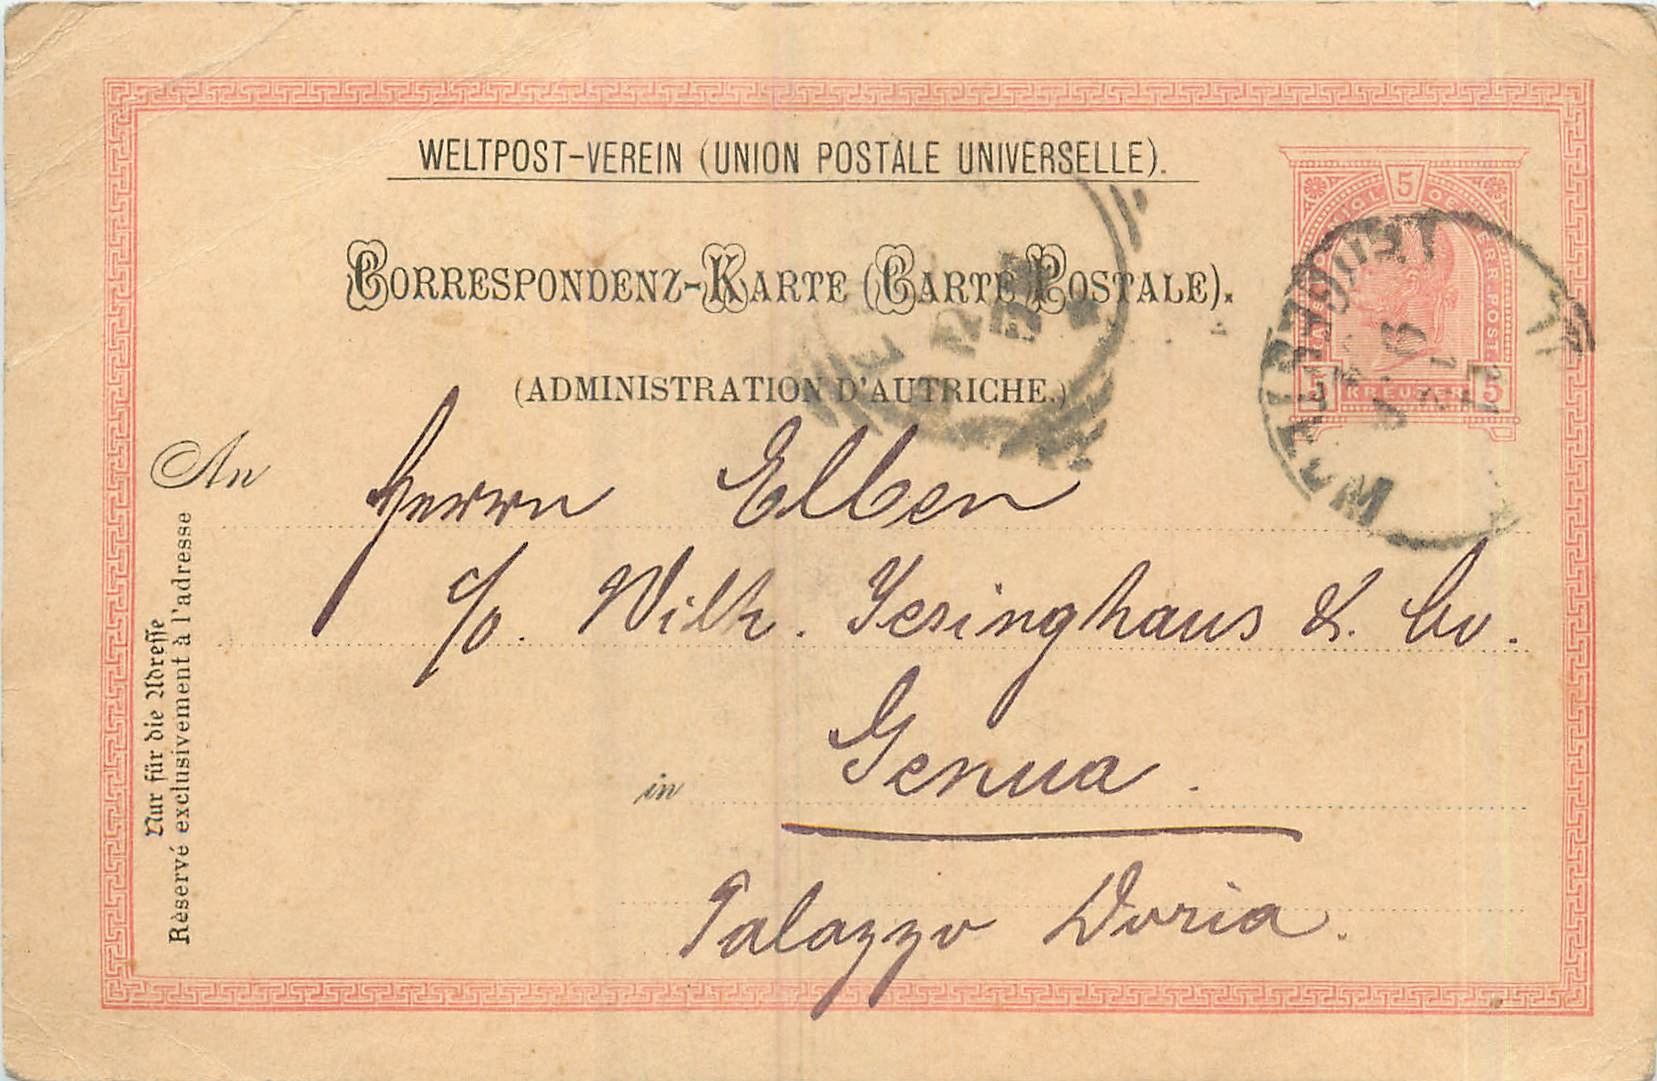 WELTPOST-VEREIN (UNION POSTALE UNIVERSELLE).
CORRESPONDENZ-KARTE (CARTE POSTALE).
(ADMINISTRATION D'AUTRICHE.)
5
5 KREUZER 5
An
Herrn Elben
c/o. Wilh. Jesinghaus & Co.
in Genua.
Palazzo Doria.
Nur für die Adresse
Réservé exclusivement à l'adresse